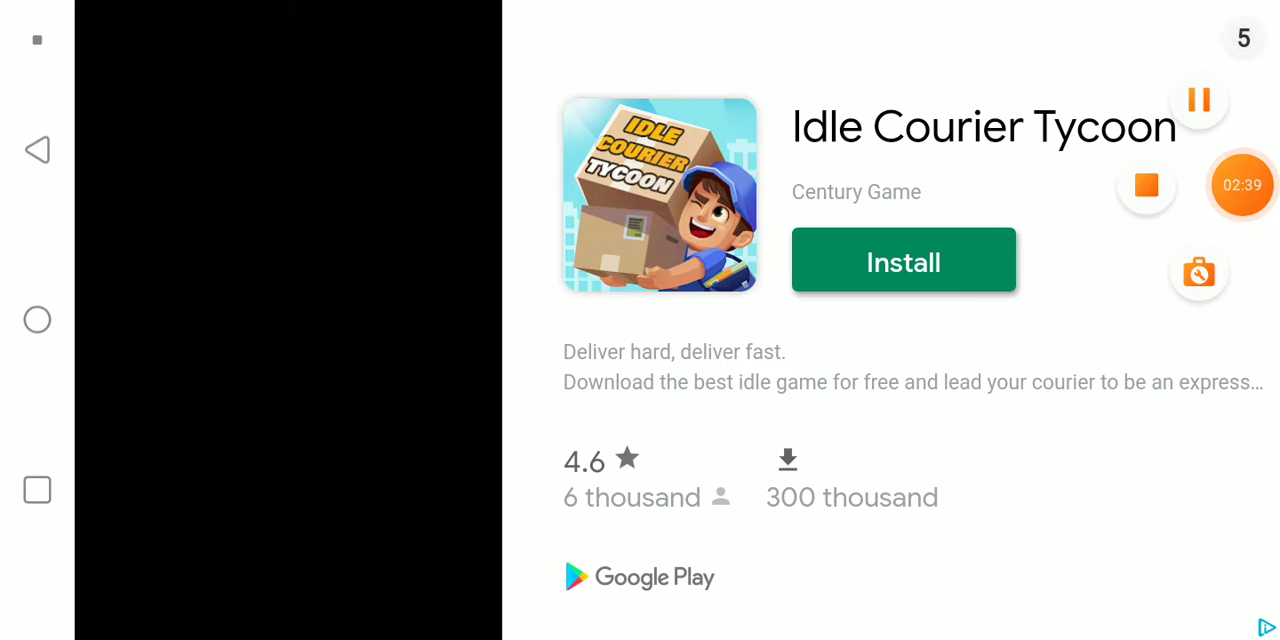 5
IDLE
COURIER
TYCOON
Idle Courier Tycoon
Century Game
02:39
Install
Deliver hard, deliver fast.
Download the best idle game for free and lead your courier to be an express...
4.6
6 thousand
300 thousand
Google Play